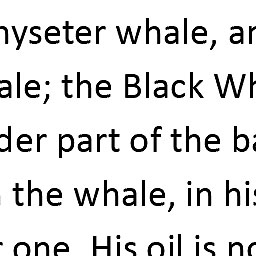 hyseter whale, an
ale; the Black Wh
der part of the ba
the whale, in his
one. His oil is no